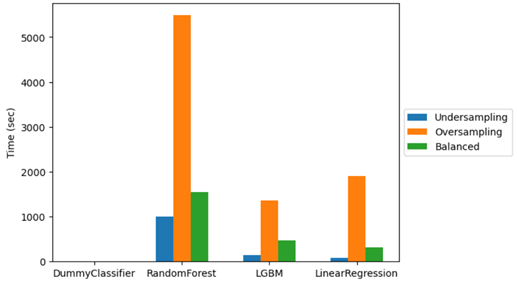 5000
4000
3000
2000
1000
0
Time (sec)
DummyClassifier RandomForest LGBM LinearRegression
Undersampling
Oversampling
Balanced